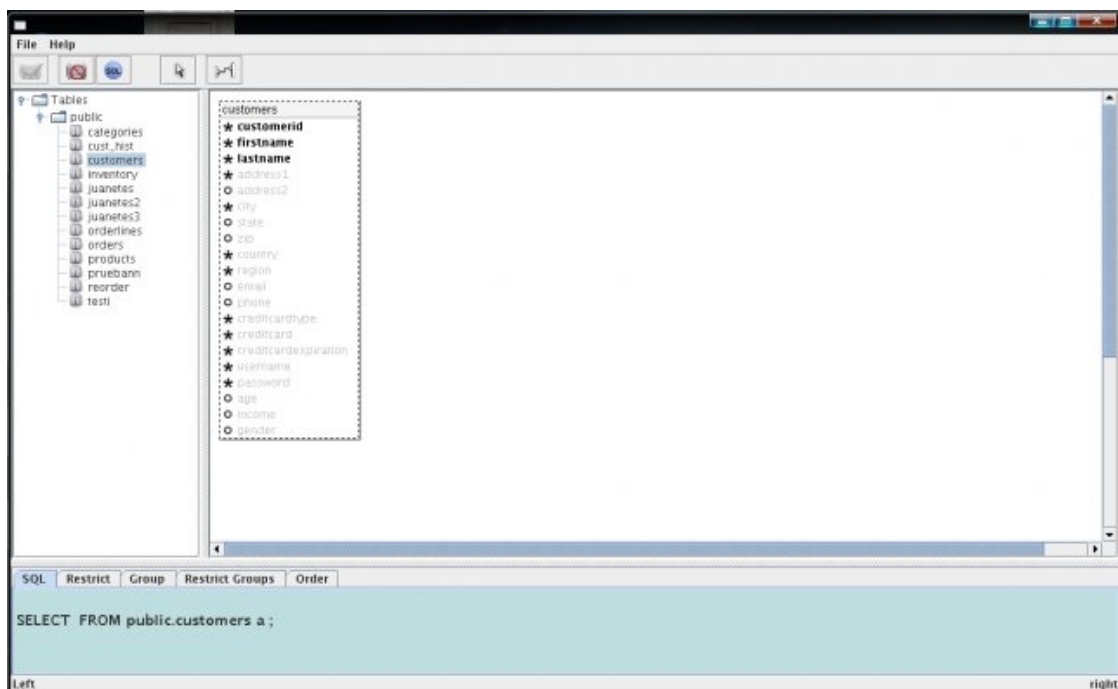 File Help
SQL
Tables
public
categories
cust_hist
customers
inventory
juanetes
juanetes2
juanetes3
orderlines
orders
products
pruebann
reorder
testi
customers
* customerid
* firstname
* lastname
* address1
o address2
* city
o state
o zip
* country
* region
o email
o phone
* creditcardtype
* creditcard
* creditcardexpiration
* username
* password
o age
o income
o gender
SQL Restrict Group Restrict Groups Order
SELECT FROM public.customers a ;
Left right